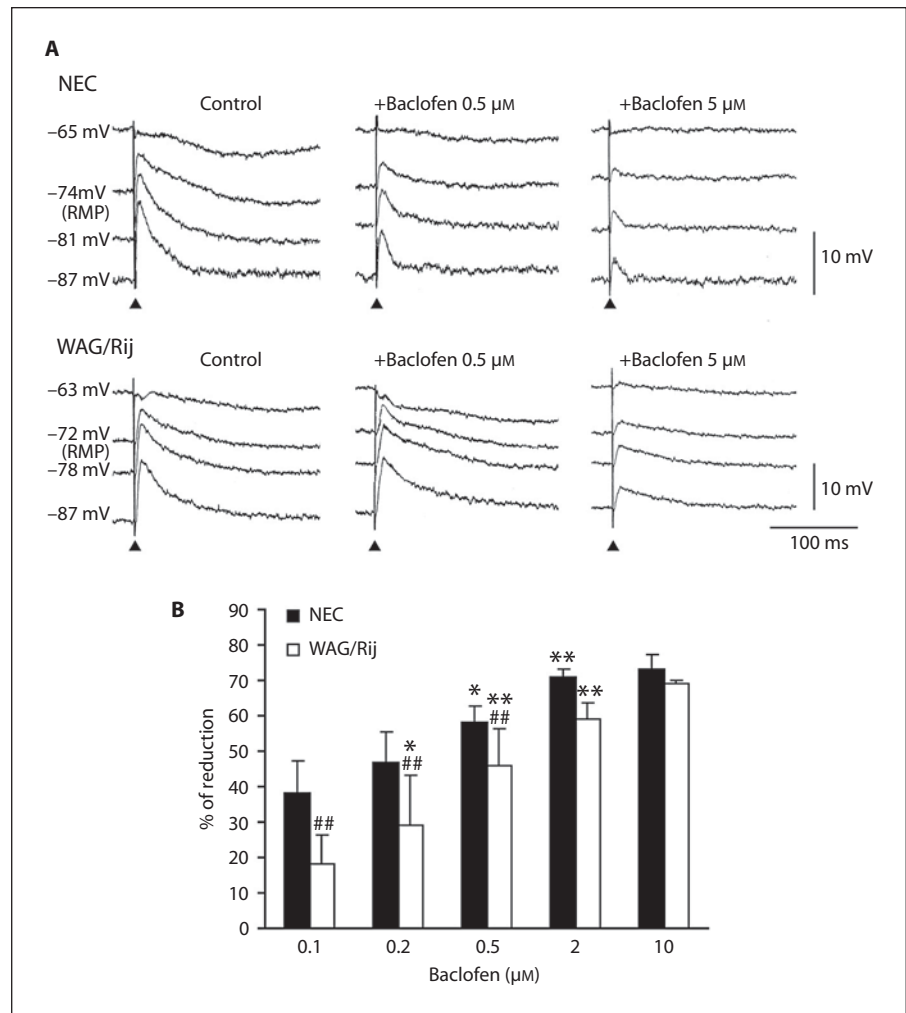 A
NEC
Control
+Baclofen 0.5 µM
+Baclofen 5 µM
–65 mV
–74mV
(RMP)
–81 mV
–87 mV
10 mV
WAG/Rij
Control
+Baclofen 0.5 µM
+Baclofen 5 µM
–63 mV
–72 mV
(RMP)
–78 mV
–87 mV
10 mV
100 ms
B
90
80
70
60
50
40
30
20
10
0
% of reduction
NEC
WAG/Rij
##
*
##
*
**
##
**
**
0.1
0.2
0.5
2
10
Baclofen (µM)